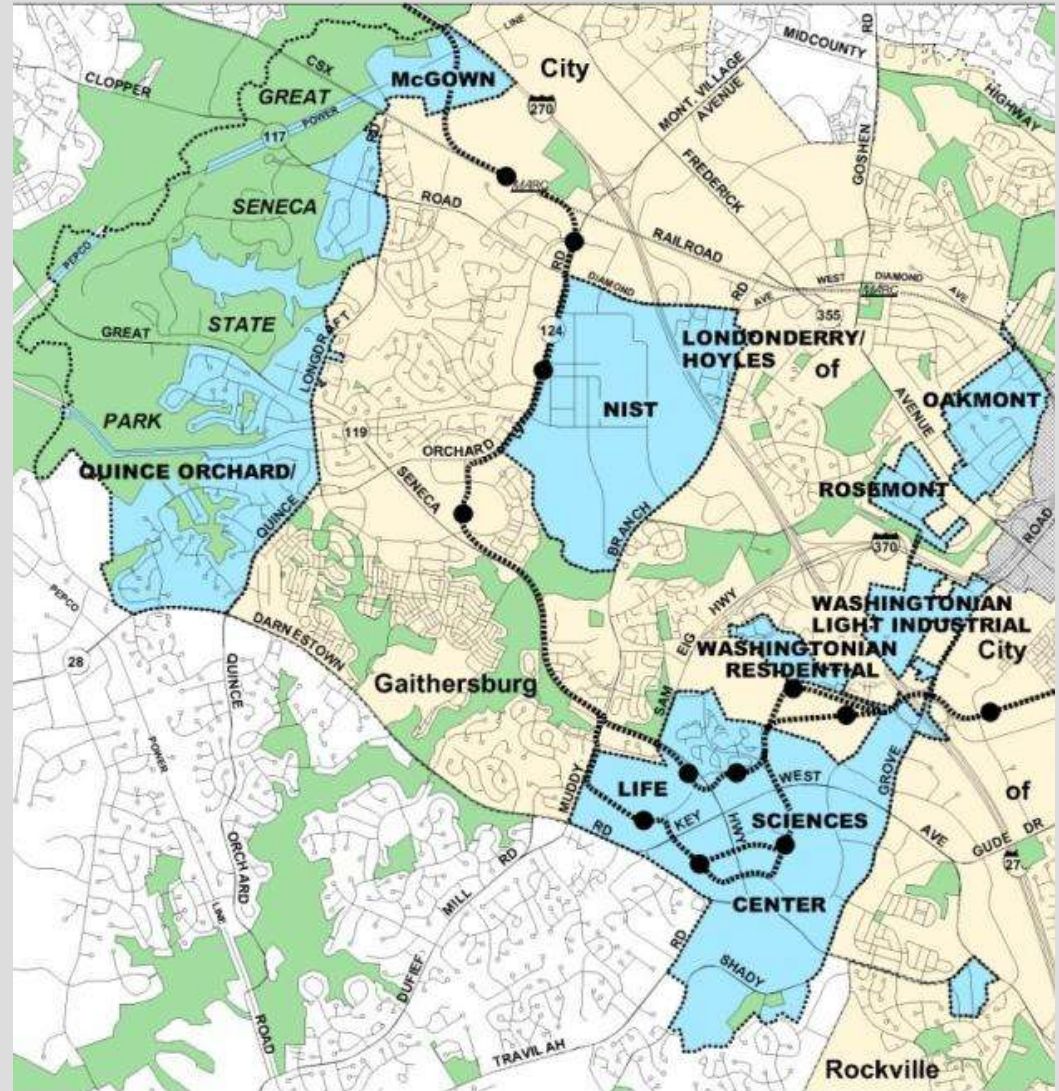 LINE
City
McGOWN
CSX
CLOPPER
GREAT
POWER
117
RD
270
MONT. VILLAGE
AVENUE
MIDCOUNTY
RD
HIGHWAY
GOSHEN
FREDERICK
MARC
ROAD
SENECA
RAILROAD
RD
DIAMOND
PEPCO
GREAT
STATE
LONGDRAFT
124
RD
AVE
WEST
DIAMOND
AVE
MARC
355
LONDONDERRY/
HOYLES
of
NIST
AVENUE
OAKMONT
PARK
119
ORCHARD
SENECA
QUINCE ORCHARD/
QUINCE
BRANCH
ROSEMONT
ROAD
370
HWY
PEPCO
DARNESTOWN
28
QUINCE
Gaithersburg
EIG
SAM
WASHINGTONIAN
LIGHT INDUSTRIAL
WASHINGTONIAN
RESIDENTIAL
City
POWER
MUDDY
LIFE
RD
KEY
WEST
HWY
SCIENCES
GROVE
of
AVE
GUDE DR
27
ORCHARD
LINE
ROAD
RD
MILL
DUFIEF
CENTER
RD
SHADY
TRAVILAH
Rockville